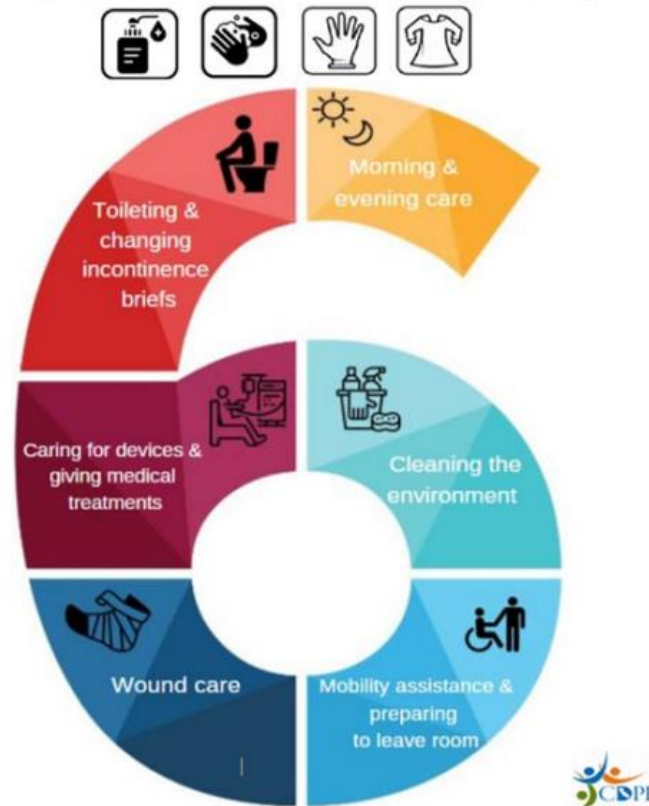 Morning &
evening care
Toileting &
changing
incontinence
briefs
Caring for devices &
giving medical
treatments
Cleaning the
environment
Wound care
Mobility assistance &
preparing
to leave room